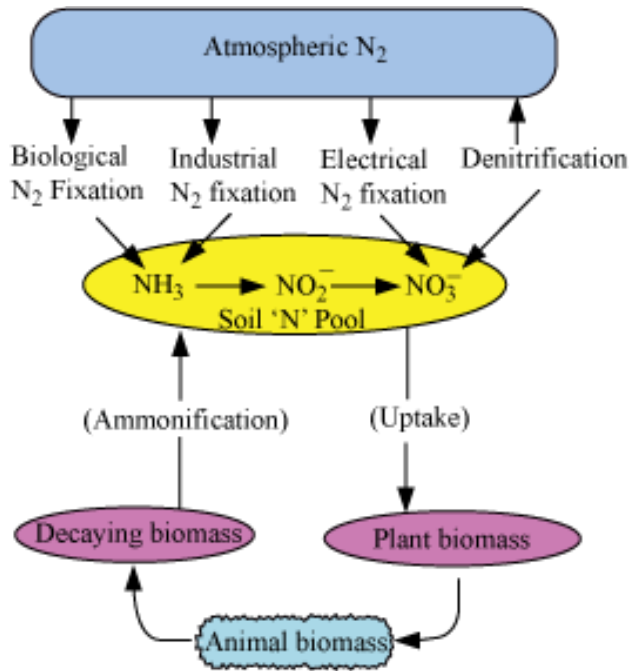 Atmospheric N₂
Biological
N₂ Fixation
Industrial
N₂ fixation
Electrical
N₂ fixation
Denitrification
NH₃
NO₂⁻
NO₃⁻
Soil ‘N’ Pool
(Ammonification)
(Uptake)
Decaying biomass
Plant biomass
Animal biomass